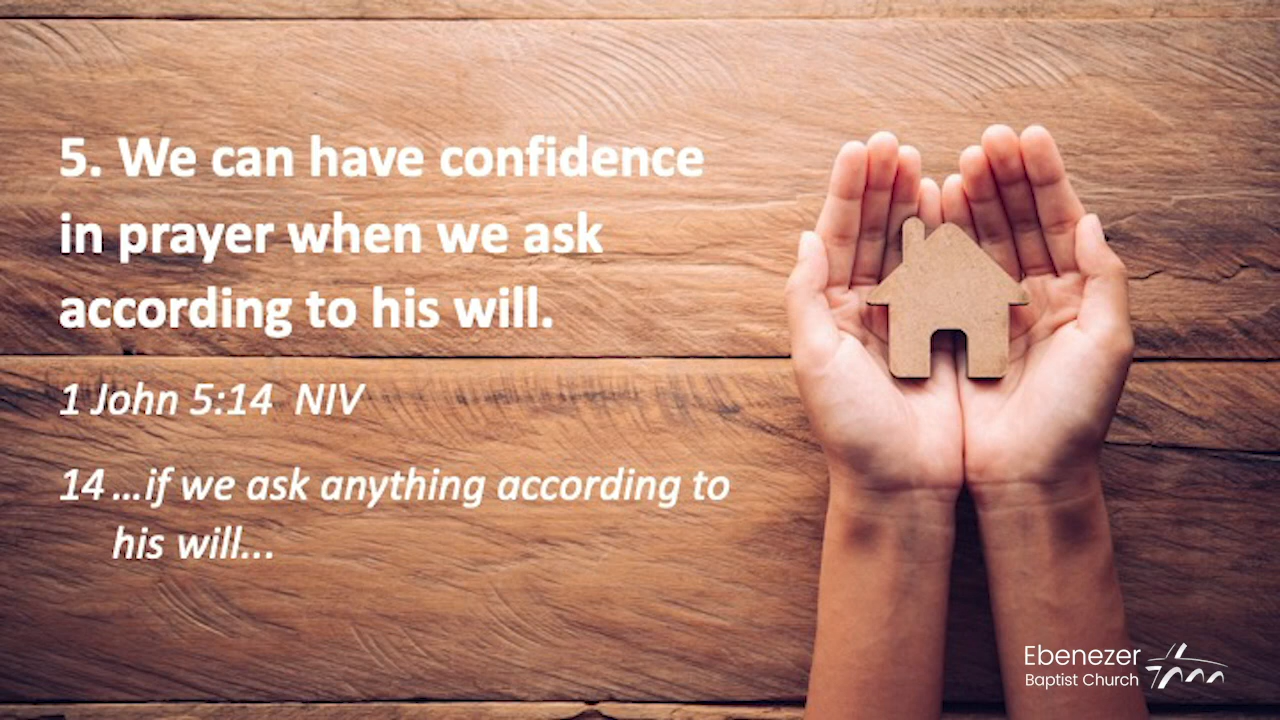 5. We can have confidence
in prayer when we ask
according to his will.
1 John 5:14  NIV
14 …if we ask anything according to
his will...
Ebenezer
Baptist Church